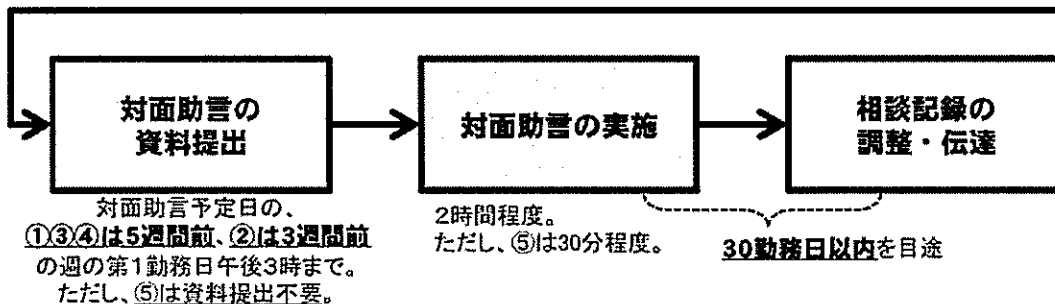 対面助言の
資料提出
対面助言の実施
相談記録の
調整・伝達
対面助言予定日の、
①③④は5週間前、②は3週間前
の週の第1勤務日午後3時まで。
ただし、⑤は資料提出不要。
2時間程度。
ただし、⑤は30分程度。
30勤務日以内を目途